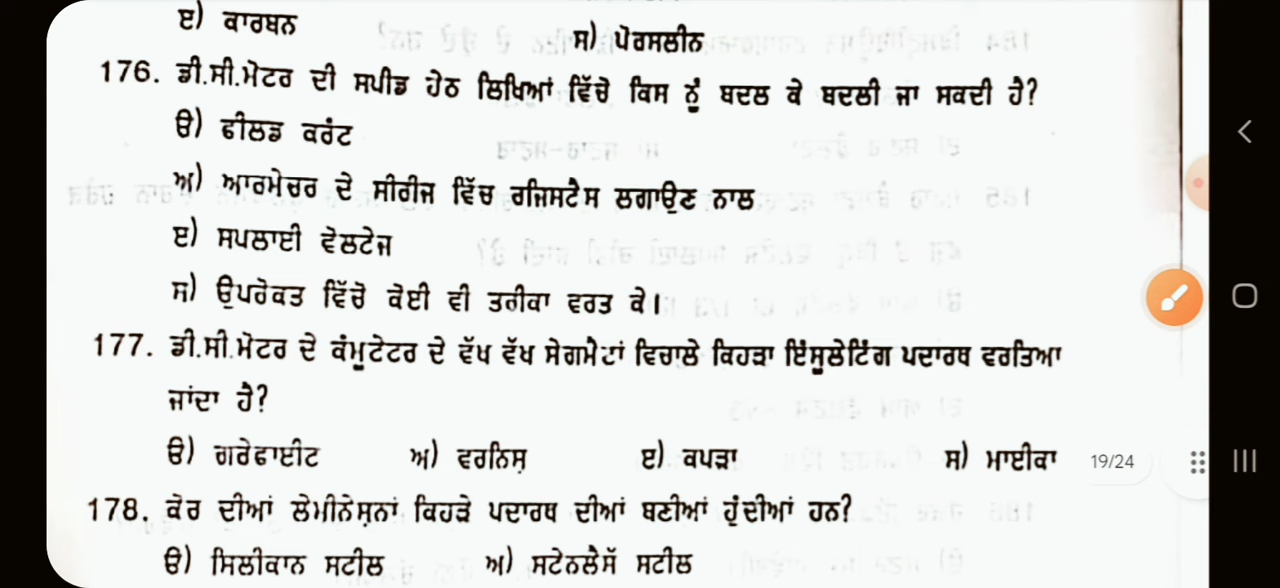 ੲ) ਕਾਰਬਨ ਸ) ਪੋਰਸਲੀਨ
176. ਡੀ.ਸੀ.ਮੋਟਰ ਦੀ ਸਪੀਡ ਹੇਠ ਲਿਖਿਆਂ ਵਿੱਚੋ ਕਿਸ ਨੂੰ ਬਦਲ ਕੇ ਬਦਲੀ ਜਾ ਸਕਦੀ ਹੈ?
ੳ) ਫੀਲਡ ਕਰੰਟ
ਅ) ਆਰਮੇਚਰ ਦੇ ਸੀਰੀਜ ਵਿੱਚ ਰਜਿਸਟੈਂਸ ਲਗਾਉਣ ਨਾਲ
ੲ) ਸਪਲਾਈ ਵੋਲਟੇਜ
ਸ) ਉਪਰੋਕਤ ਵਿੱਚੋ ਕੋਈ ਵੀ ਤਰੀਕਾ ਵਰਤ ਕੇ।
177. ਡੀ.ਸੀ.ਮੋਟਰ ਦੇ ਕੰਮੂਟੇਟਰ ਦੇ ਵੱਖ ਵੱਖ ਸੇਗਮੈਂਟਾਂ ਵਿਚਾਲੇ ਕਿਹੜਾ ਇੰਸੂਲੇਟਿੰਗ ਪਦਾਰਥ ਵਰਤਿਆ
ਜਾਂਦਾ ਹੈ?
ੳ) ਗਰੇਫਾਈਟ ਅ) ਵਰਨਿਸ਼ ੲ) ਕਪੜਾ ਸ) ਮਾਈਕਾ
19/24
178. ਕੋਰ ਦੀਆਂ ਲੇਮੀਨੇਸ਼ਨਾਂ ਕਿਹੜੇ ਪਦਾਰਥ ਦੀਆਂ ਬਣੀਆਂ ਹੁੰਦੀਆਂ ਹਨ?
ੳ) ਸਿਲੀਕਾਨ ਸਟੀਲ ਅ) ਸਟੇਨਲੈਸੱ ਸਟੀਲ